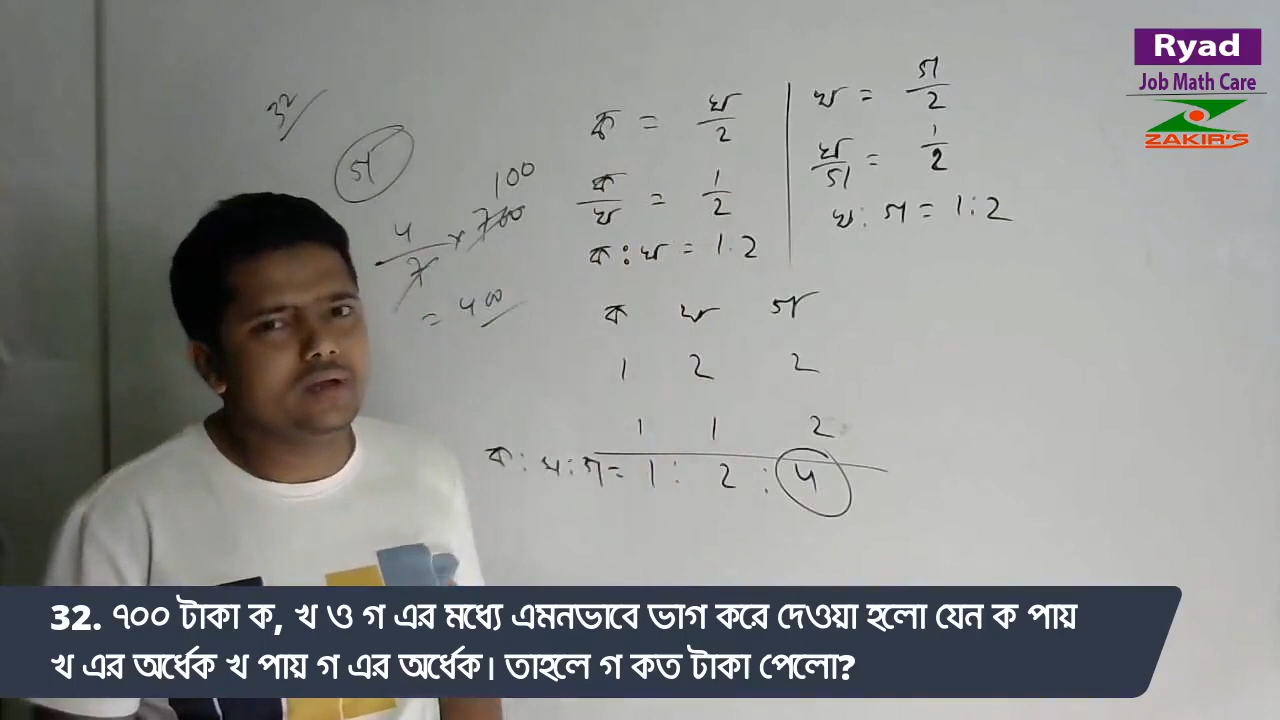 Ryad
Job Math Care
ZAKIR'S
32
গ
4/7 × 700 100
= 400
ক = খ/2
ক/খ = 1/2
ক : খ = 1:2
খ = গ/2
খ/গ = 1/2
খ : গ = 1:2
ক খ গ
1 2 2
1 1 2
ক : খ : গ = 1 : 2 : 4
32. ৭০০ টাকা ক, খ ও গ এর মধ্যে এমনভাবে ভাগ করে দেওয়া হলো যেন ক পায়
খ এর অর্ধেক খ পায় গ এর অর্ধেক। তাহলে গ কত টাকা পেলো?